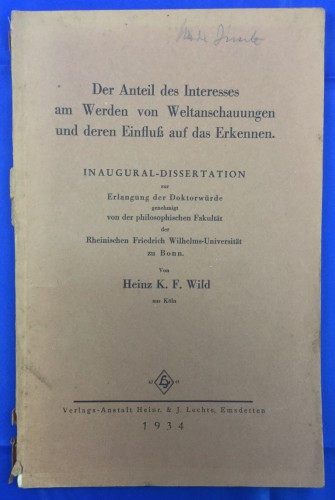 Der Anteil des Interesses
am Werden von Weltanschauungen
und deren Einfluß auf das Erkennen.
INAUGURAL-DISSERTATION
zur
Erlangung der Doktorwürde
genehmigt
von der philosophischen Fakultät
der
Rheinischen Friedrich Wilhelms-Universität
zu Bonn.
Von
Heinz K. F. Wild
aus Köln
Verlags-Anstalt Heinr. & J. Lechte, Emsdetten
1934